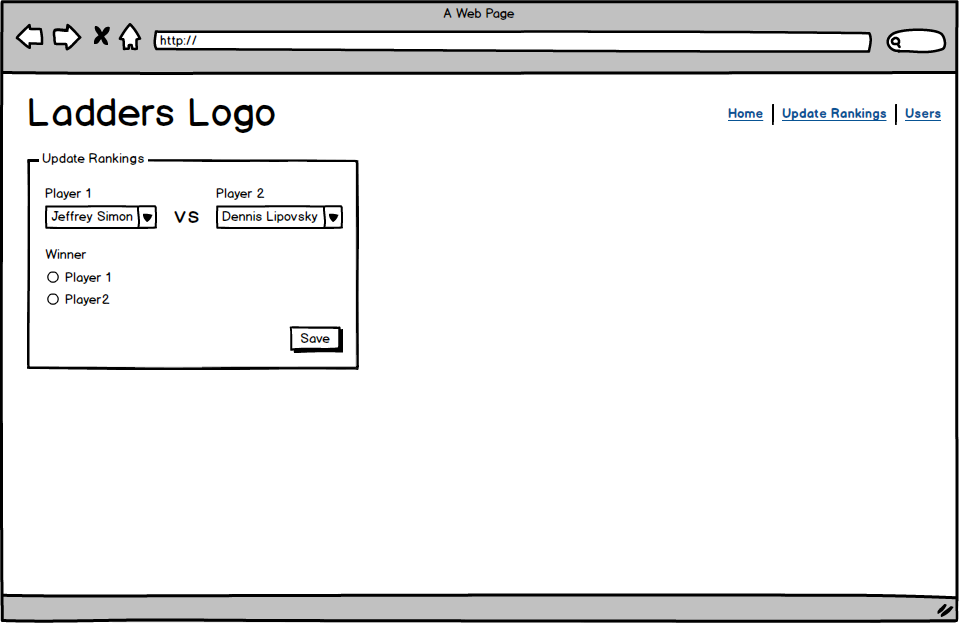 A Web Page
http://
Ladders Logo
Home Update Rankings Users
Update Rankings
Player 1 Player 2
Jeffrey Simon VS Dennis Lipovsky
Winner
Player 1
Player2
Save